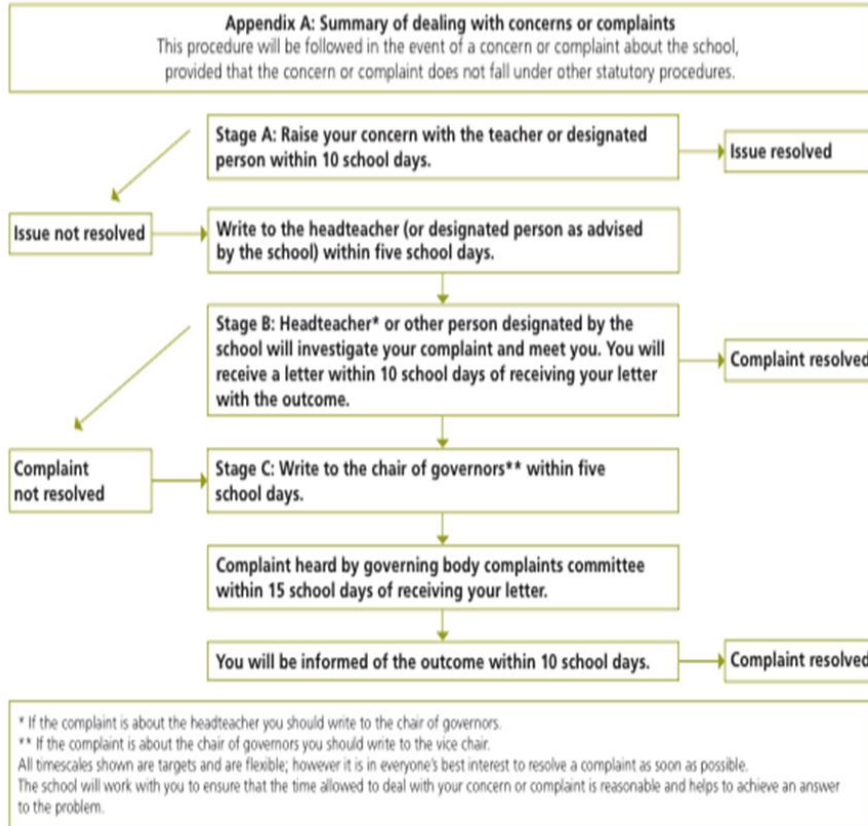 Appendix A: Summary of dealing with concerns or complaints
This procedure will be followed in the event of a concern or complaint about the school,
provided that the concern or complaint does not fall under other statutory procedures.
Stage A: Raise your concern with the teacher or designated
person within 10 school days.
Issue resolved
Issue not resolved
Write to the headteacher (or designated person as advised
by the school) within five school days.
Stage B: Headteacher* or other person designated by the
school will investigate your complaint and meet you. You will
receive a letter within 10 school days of receiving your letter
with the outcome.
Complaint resolved
Complaint
not resolved
Stage C: Write to the chair of governors** within five
school days.
Complaint heard by governing body complaints committee
within 15 school days of receiving your letter.
You will be informed of the outcome within 10 school days.
Complaint resolved
* If the complaint is about the headteacher you should write to the chair of governors.
** If the complaint is about the chair of governors you should write to the vice chair.
All timescales shown are targets and are flexible; however it is in everyone's best interest to resolve a complaint as soon as possible.
The school will work with you to ensure that the time allowed to deal with your concern or complaint is reasonable and helps to achieve an answer
to the problem.